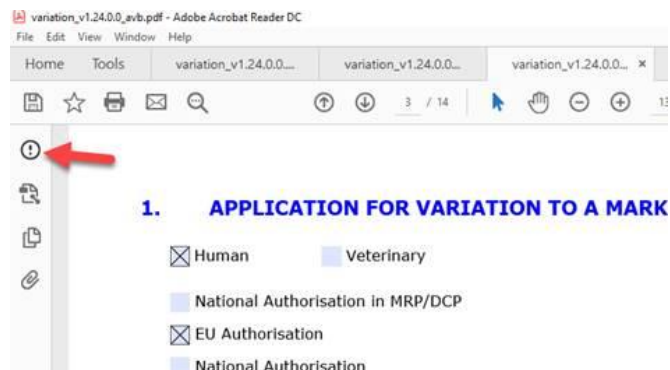 variation_v1.24.0.0_avb.pdf - Adobe Acrobat Reader DC
File Edit View Window Help
Home Tools variation_v1.24.0.0.... variation_v1.24.0.0... variation_v1.24.0.0... ×
3 / 14 13
1. APPLICATION FOR VARIATION TO A MARK
Human Veterinary
National Authorisation in MRP/DCP
EU Authorisation
National Authorisation